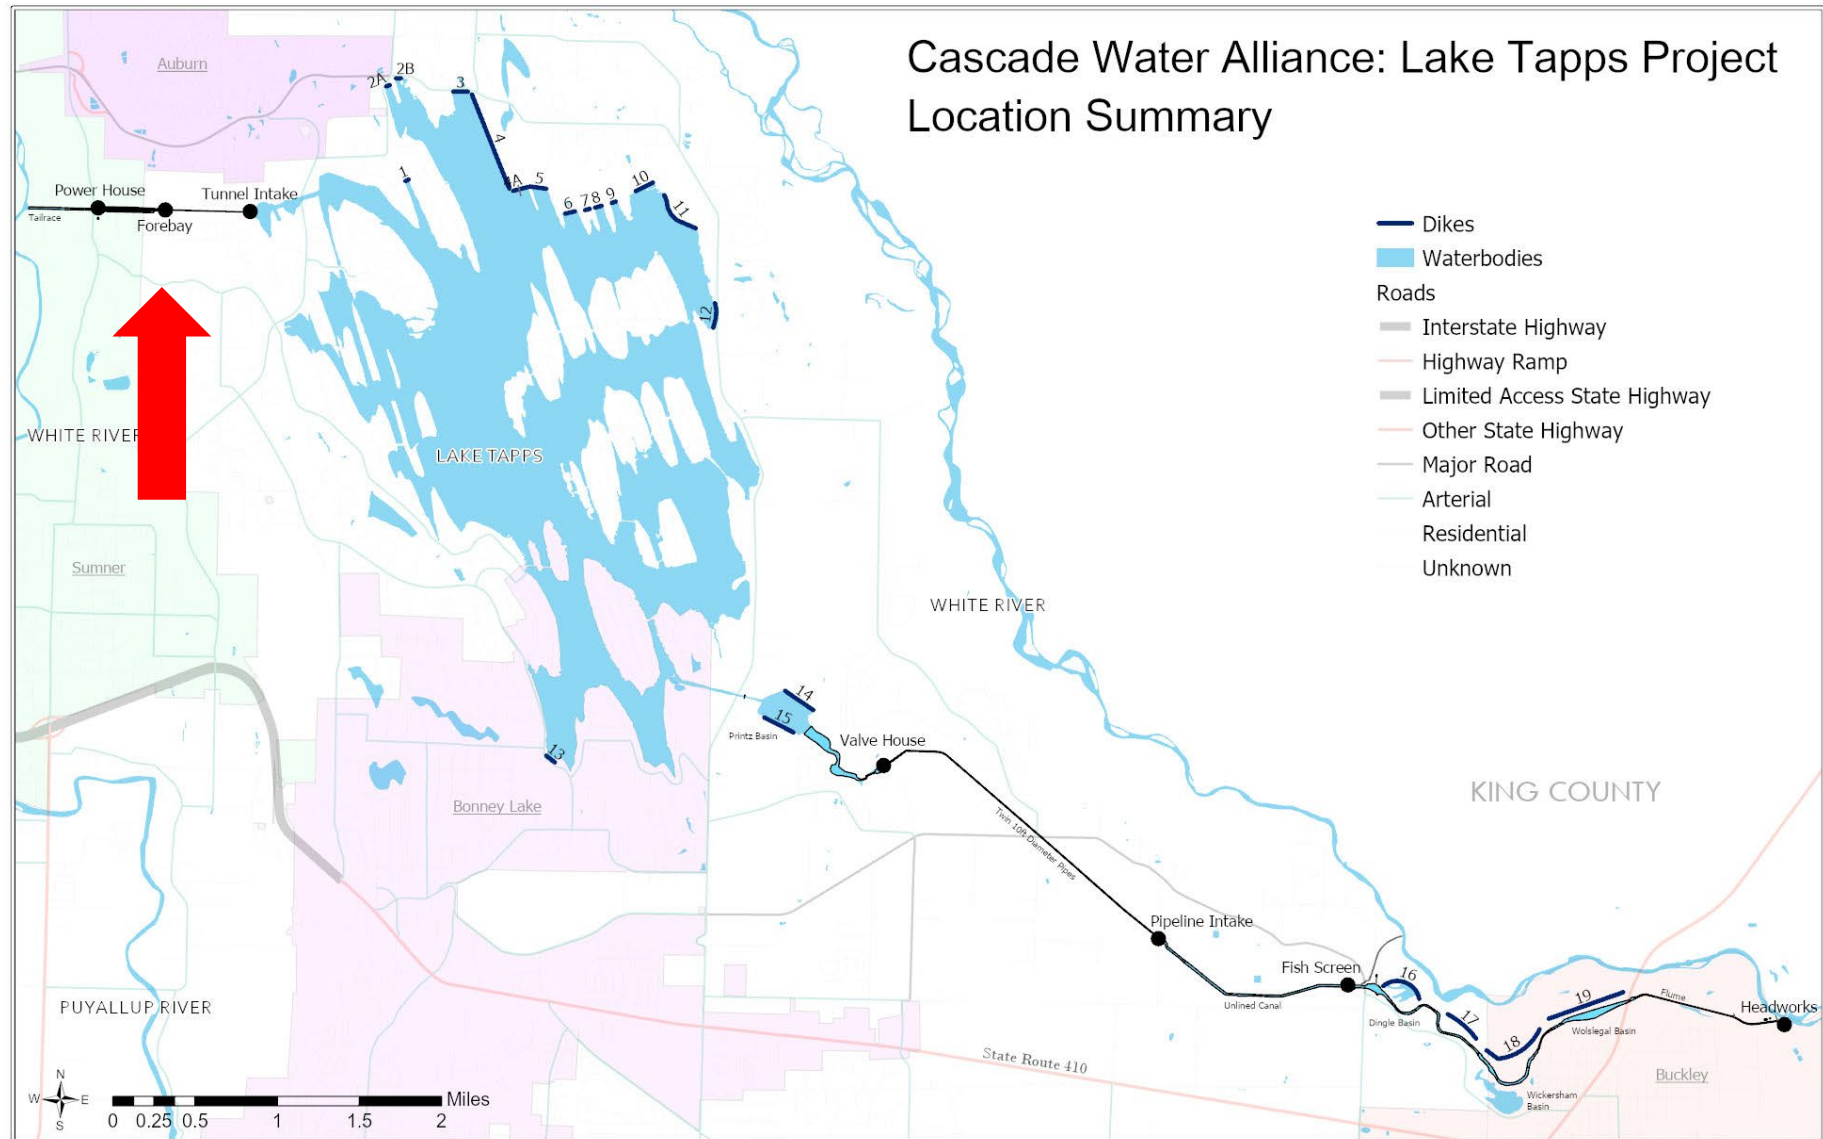 Cascade Water Alliance: Lake Tapps Project
Location Summary
Auburn
2A
2B
3
4
4A
5
1
6
7
8
9
10
11
12
Power House
Tunnel Intake
Tailrace
Forebay
Dikes
Waterbodies
Roads
Interstate Highway
Highway Ramp
Limited Access State Highway
Other State Highway
Major Road
Arterial
Residential
Unknown
WHITE RIVER
LAKE TAPPS
Sumner
WHITE RIVER
14
15
Printz Basin
Valve House
13
Bonney Lake
KING COUNTY
Twin 10ft Diameter Pipes
Pipeline Intake
Fish Screen
16
Unlined Canal
Dingle Basin
17
18
19
Wolslegal Basin
Flume
Headworks
PUYALLUP RIVER
State Route 410
Buckley
Wickersham
Basin
N
W
E
S
0 0.25 0.5 1 1.5 2
Miles